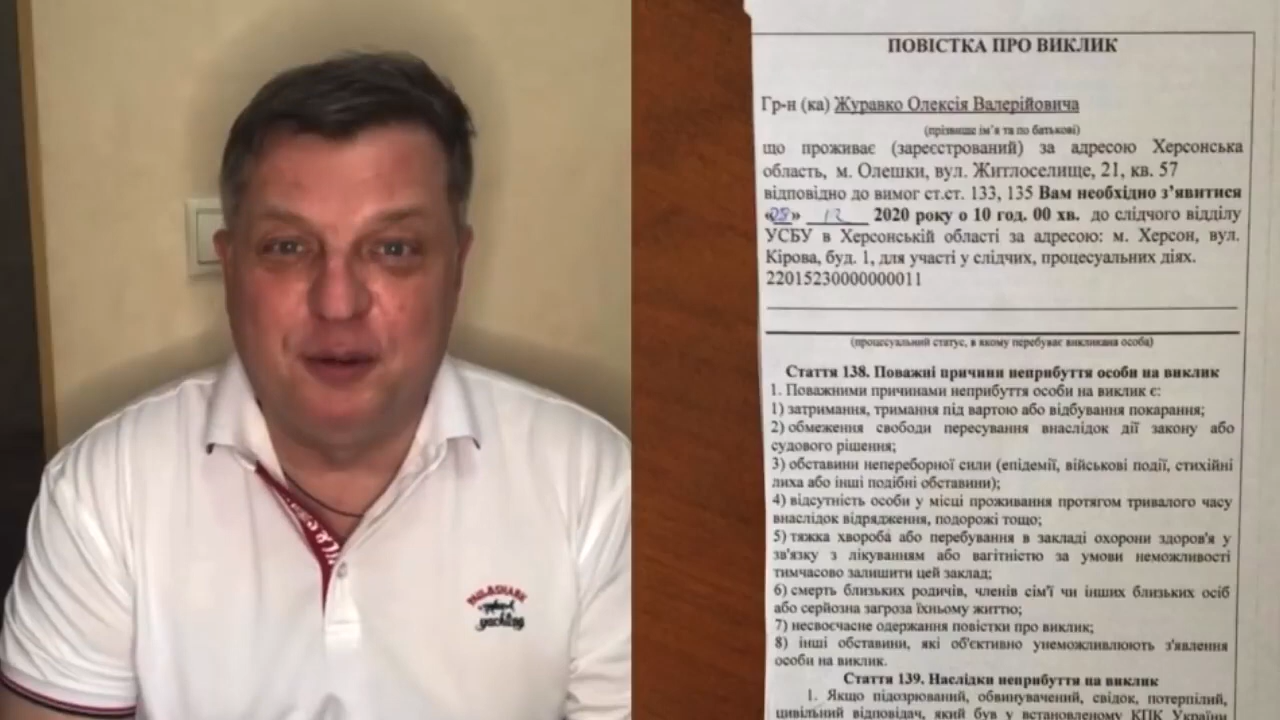 ПОВІСТКА ПРО ВИКЛИК
Гр-н (ка) Журавко Олексія Валерійовича
(прізвище ім'я та по батькові)
що проживає (зареєстрований) за адресою Херсонська
область, м. Олешки, вул. Житлоселище, 21, кв. 57
відповідно до вимог ст.ст. 133, 135 Вам необхідно з'явитися
«08» 12 2020 року о 10 год. 00 хв. до слідчого відділу
УСБУ в Херсонській області за адресою: м. Херсон, вул.
Кірова, буд. 1, для участі у слідчих, процесуальних діях.
22015230000000011
(процесуальний статус, в якому перебуває викликана особа)
Стаття 138. Поважні причини неприбуття особи на виклик
1. Поважними причинами неприбуття особи на виклик є:
1) затримання, тримання під вартою або відбування покарання;
2) обмеження свободи пересування внаслідок дії закону або
судового рішення;
3) обставини непереборної сили (епідемії, військові події, стихійні
лиха або інші подібні обставини);
4) відсутність особи у місці проживання протягом тривалого часу
внаслідок відрядження, подорожі тощо;
5) тяжка хвороба або перебування в закладі охорони здоров'я у
зв'язку з лікуванням або вагітністю за умови неможливості
тимчасово залишити цей заклад;
6) смерть близьких родичів, членів сім'ї чи інших близьких осіб
або серйозна загроза їхньому життю;
7) несвоєчасне одержання повістки про виклик;
8) інші обставини, які об'єктивно унеможливлюють з'явлення
особи на виклик.
Стаття 139. Наслідки неприбуття на виклик
1. Якщо підозрюваний, обвинувачений, свідок, потерпілий,
цивільний відповідач, який був у встановленому КПК України
PAUL&SHARK
yachting